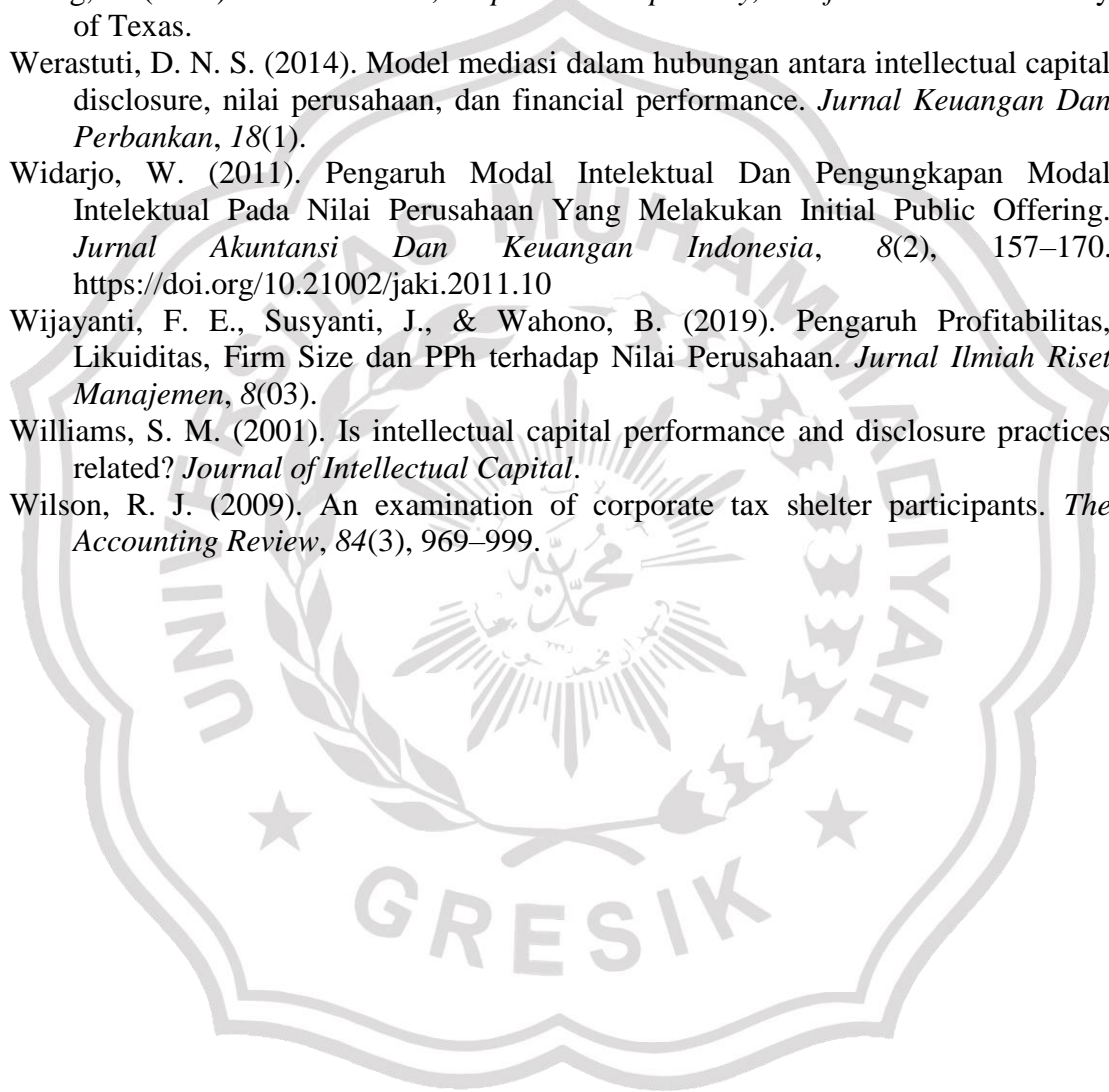 of Texas.
Werastuti, D. N. S. (2014). Model mediasi dalam hubungan antara intellectual capital
disclosure, nilai perusahaan, dan financial performance. Jurnal Keuangan Dan
Perbankan, 18(1).
Widarjo, W. (2011). Pengaruh Modal Intelektual Dan Pengungkapan Modal
Intelektual Pada Nilai Perusahaan Yang Melakukan Initial Public Offering.
Jurnal Akuntansi Dan Keuangan Indonesia, 8(2), 157–170.
https://doi.org/10.21002/jaki.2011.10
Wijayanti, F. E., Susyanti, J., & Wahono, B. (2019). Pengaruh Profitabilitas,
Likuiditas, Firm Size dan PPh terhadap Nilai Perusahaan. Jurnal Ilmiah Riset
Manajemen, 8(03).
Williams, S. M. (2001). Is intellectual capital performance and disclosure practices
related? Journal of Intellectual Capital.
Wilson, R. J. (2009). An examination of corporate tax shelter participants. The
Accounting Review, 84(3), 969–999.
UNIVERSITAS MUHAMMADIYAH
GRESIK